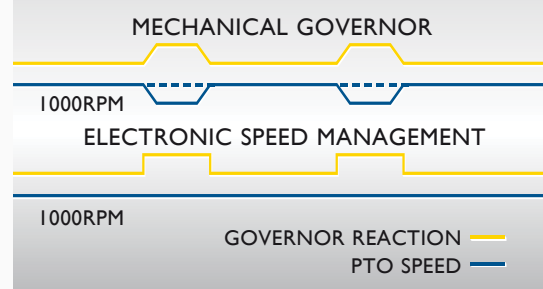 MECHANICAL GOVERNOR
1000RPM
ELECTRONIC SPEED MANAGEMENT
1000RPM
GOVERNOR REACTION
PTO SPEED